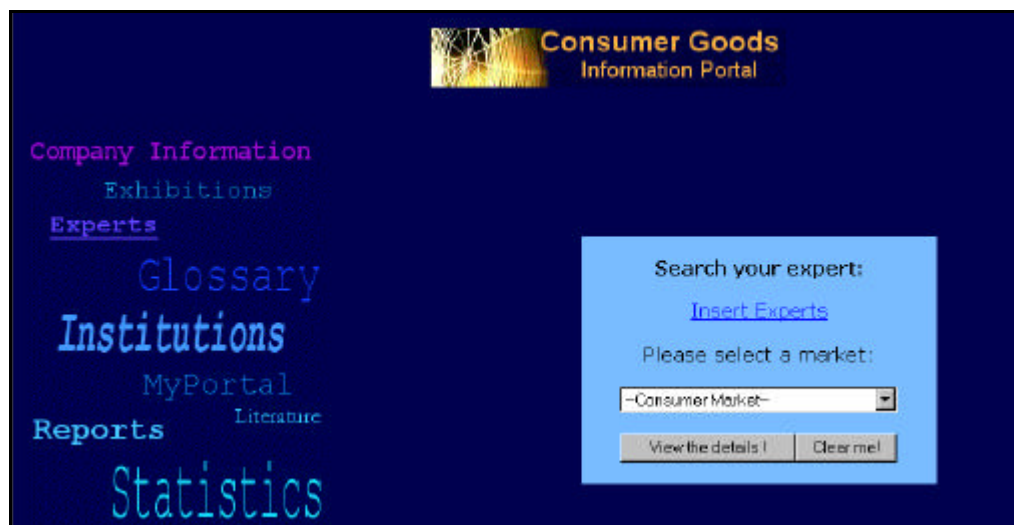 Consumer Goods
Information Portal
Company Information
Exhibitions
Experts
Glossary
Institutions
MyPortal
Literature
Reports
Statistics
Search your expert:
Insert Experts
Please select a market:
--Consumer Market--
View the details ! Clear me!